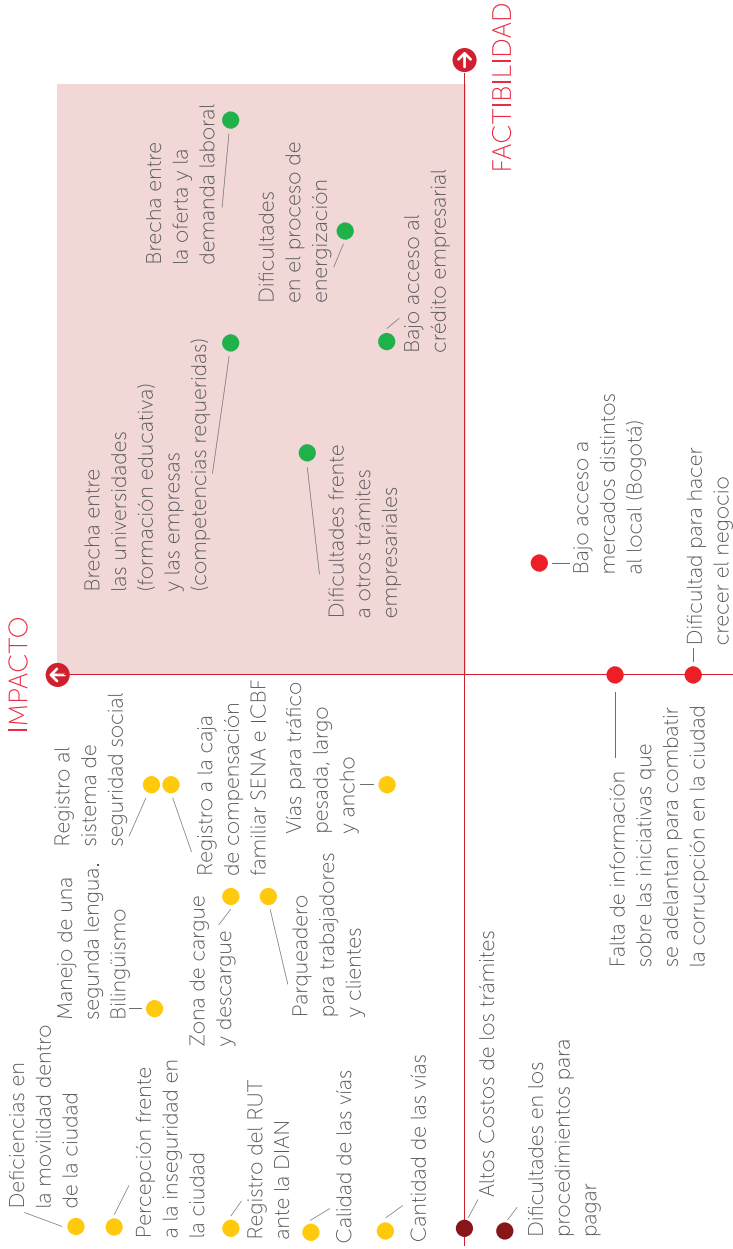 IMPACTO
FACTIBILIDAD
Deficiencias en
la movilidad dentro
de la ciudad
Percepción frente
a la inseguridad en
la ciudad
Registro del RUT
ante la DIAN
Calidad de las vías
Cantidad de las vías
Manejo de una
segunda lengua.
Bilingüismo
Zona de cargue
y descargue
Parqueadero
para trabajadores
y clientes
Registro al
sistema de
seguridad social
Registro a la caja
de compensación
familiar SENA e ICBF
Vías para tráfico
pesada, largo
y ancho
Brecha entre
las universidades
(formación educativa)
y las empresas
(competencias requeridas)
Dificultades frente
a otros trámites
empresariales
Brecha entre
la oferta y la
demanda laboral
Dificultades
en el proceso de
energización
Bajo acceso al
crédito empresarial
Altos Costos de los trámites
Dificultades en los
procedimientos para
pagar
Falta de información
sobre las iniciativas que
se adelantan para combatir
la corrucpción en la ciudad
Bajo acceso a
mercados distintos
al local (Bogotá)
Dificultad para hacer
crecer el negocio